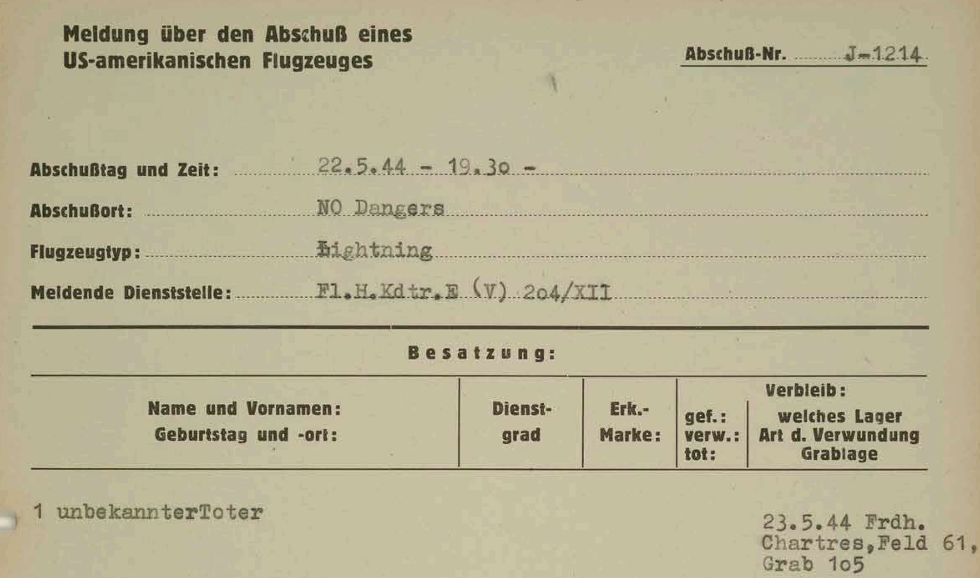 Meldung über den Abschuß eines
US-amerikanischen Flugzeuges
Abschuß-Nr. J-1214
Abschußtag und Zeit: 22.5.44 - 19.3o -
Abschußort: NO Dangers
Flugzeugtyp: Lightning
Meldende Dienststelle: Fl.H.Kdtr.E (V) 2o4/XII
Besatzung:
Name und Vornamen:
Geburtstag und -ort:
Dienst-
grad
Erk.-
Marke:
gef.:
verw.:
tot:
Verbleib:
welches Lager
Art d. Verwundung
Grablage
1 unbekannterToter
23.5.44 Frdh.
Chartres,Feld 61,
Grab 1o5